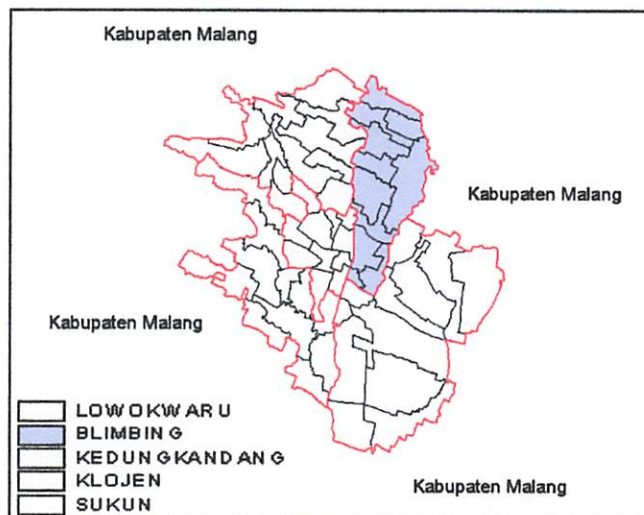 Kabupaten Malang
Kabupaten Malang
Kabupaten Malang
LOWOKWARU
BLIMBING
KEDUNGKANDANG
KLOJEN
SUKUN
Kabupaten Malang